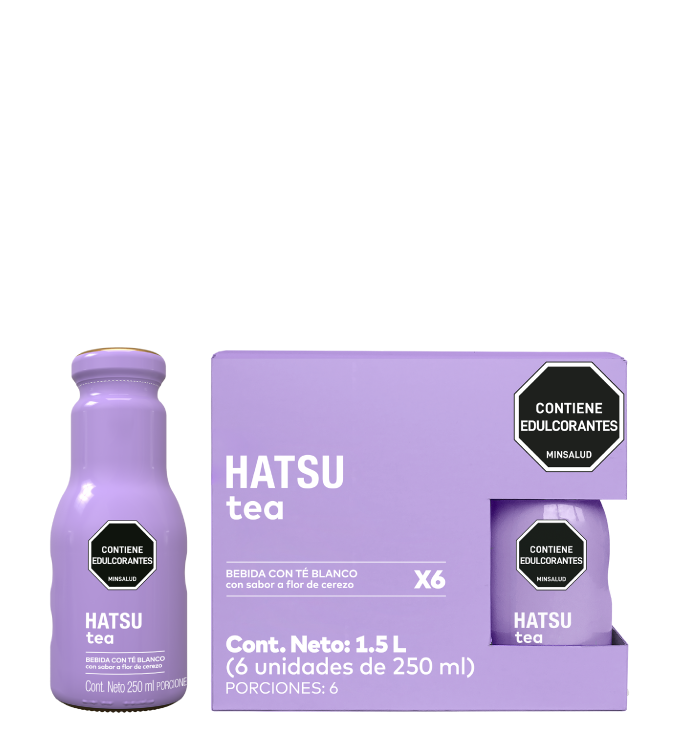 CONTIENE
EDULCORANTES
MINSALUD
HATSU
tea
BEBIDA CON TÉ BLANCO
con sabor a flor de cerezo
Cont. Neto 250 ml PORCIONE
CONTIENE
EDULCORANTES
MINSALUD
HATSU
tea
BEBIDA CON TÉ BLANCO
con sabor a flor de cerezo
X6
Cont. Neto: 1.5 L
(6 unidades de 250 ml)
PORCIONES: 6
CONTIENE
EDULCORANTES
MINSALUD
HATSU
tea